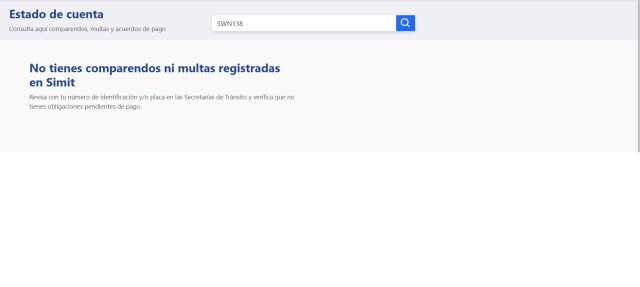 Estado de cuenta
Consulta aquí comparendos, multas y acuerdos de pago
SWN138
No tienes comparendos ni multas registradas
en Simit
Revisa con tu número de identificación y/o placa en las Secretarías de Tránsito y verifica que no
tienes obligaciones pendientes de pago.